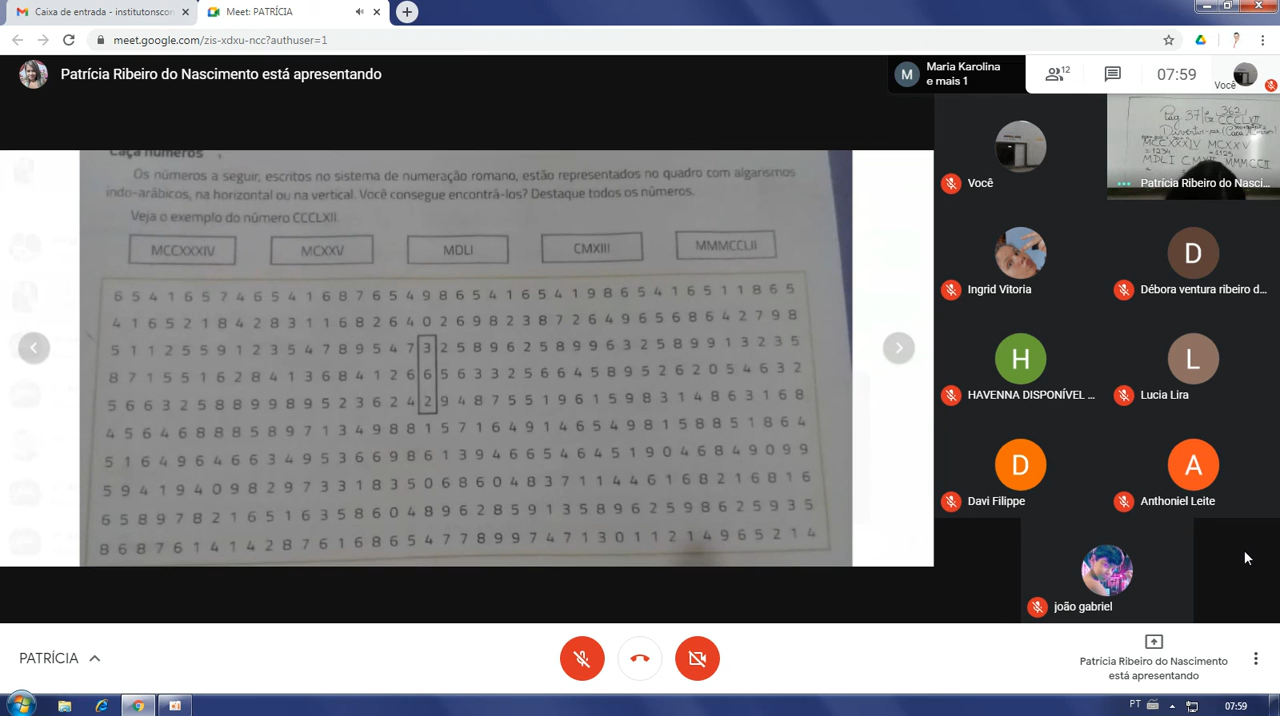 Caixa de entrada - institutonscon
Meet: PATRÍCIA
meet.google.com/zis-xdxu-ncc?authuser=1
Patrícia Ribeiro do Nascimento está apresentando
M
Maria Karolina
e mais 1
12
07:59
Você
Caça números
Os números a seguir, escritos no sistema de numeração romano, estão representados no quadro com algarismos
indo-arábicos, na horizontal ou na vertical. Você consegue encontrá-los? Destaque todos os números.
Veja o exemplo do número CCCLXII.
MCCXXXIV MCXXV MDLI CMXIII MMMCCLII
6 5 4 1 6 5 7 4 6 5 4 1 6 8 7 6 5 4 9 8 6 5 4 1 6 5 4 1 9 8 6 5 4 1 6 5 1 1 8 6 5
4 1 6 5 2 1 8 4 2 8 3 1 1 6 8 2 6 4 0 2 6 9 8 2 3 8 7 2 6 4 9 6 5 6 8 6 4 2 7 9 8
5 1 1 2 5 5 9 1 2 3 5 4 7 8 9 5 4 7 3 2 5 8 9 6 2 5 8 9 9 6 3 2 5 8 9 9 1 3 2 3 5
8 7 1 5 5 1 6 2 8 4 1 3 6 8 4 1 2 6 6 5 6 3 3 2 5 6 6 4 5 8 9 5 2 6 2 0 5 4 6 3 2
5 6 6 3 2 5 8 8 9 9 8 9 5 2 3 6 2 4 2 9 4 8 7 5 5 1 9 6 1 5 9 8 3 1 4 8 6 3 1 6 8
4 5 6 4 6 8 8 8 5 8 9 7 1 3 4 9 8 8 1 5 7 1 6 4 9 1 4 6 5 4 9 8 1 5 8 8 5 1 8 6 4
5 1 6 4 9 6 4 6 6 3 4 9 5 3 6 6 9 8 6 1 3 9 4 6 6 5 4 6 4 5 1 9 0 4 6 8 4 9 0 9 9
5 9 4 1 9 4 0 9 8 2 9 7 3 3 1 8 3 5 0 6 8 6 0 4 8 3 7 1 1 4 4 6 1 6 8 2 1 6 8 1 6
6 5 8 9 7 8 2 1 6 5 1 6 3 5 8 6 0 4 8 9 6 2 8 5 9 1 3 5 8 9 6 2 5 9 8 6 2 5 9 3 5
8 6 8 7 6 1 4 1 4 2 8 7 6 1 6 8 6 5 4 7 7 8 9 9 7 4 7 1 3 0 1 1 2 1 4 9 6 5 2 1 4
Você
Pág. 37
362
CCCLXII
MCCXXXIV MCXXV
= 1234
MDLI CMXIII MMMCCLII
Patrícia Ribeiro do Nasci...
Ingrid Vitoria
D
Débora ventura ribeiro d...
H
HAVENNA DISPONÍVEL ...
L
Lucia Lira
D
Davi Filippe
A
Anthoniel Leite
joão gabriel
PATRÍCIA
Patrícia Ribeiro do Nascimento
está apresentando
PT
07:59